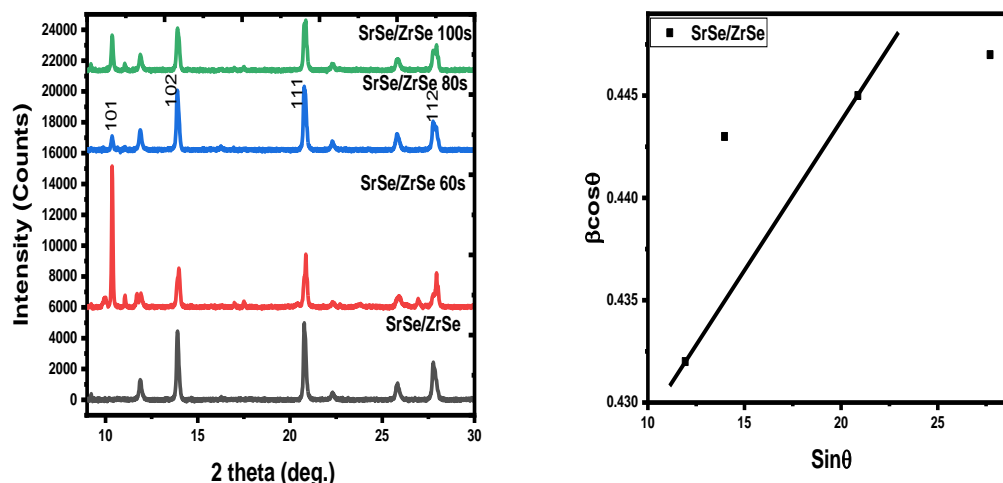 24000
22000
20000
18000
16000
24000
12000
10000
8000
6000
4000
2000
0
Intensity (Counts)
SrSe/ZrSe 100s
SrSe/ZrSe 80s
SrSe/ZrSe 60s
SrSe/ZrSe
101
102
111
112
10 15 20 25 30
2 theta (deg.)
SrSe/ZrSe
0.445
0.440
0.435
0.430
βcosθ
10 15 20 25
Sinθ